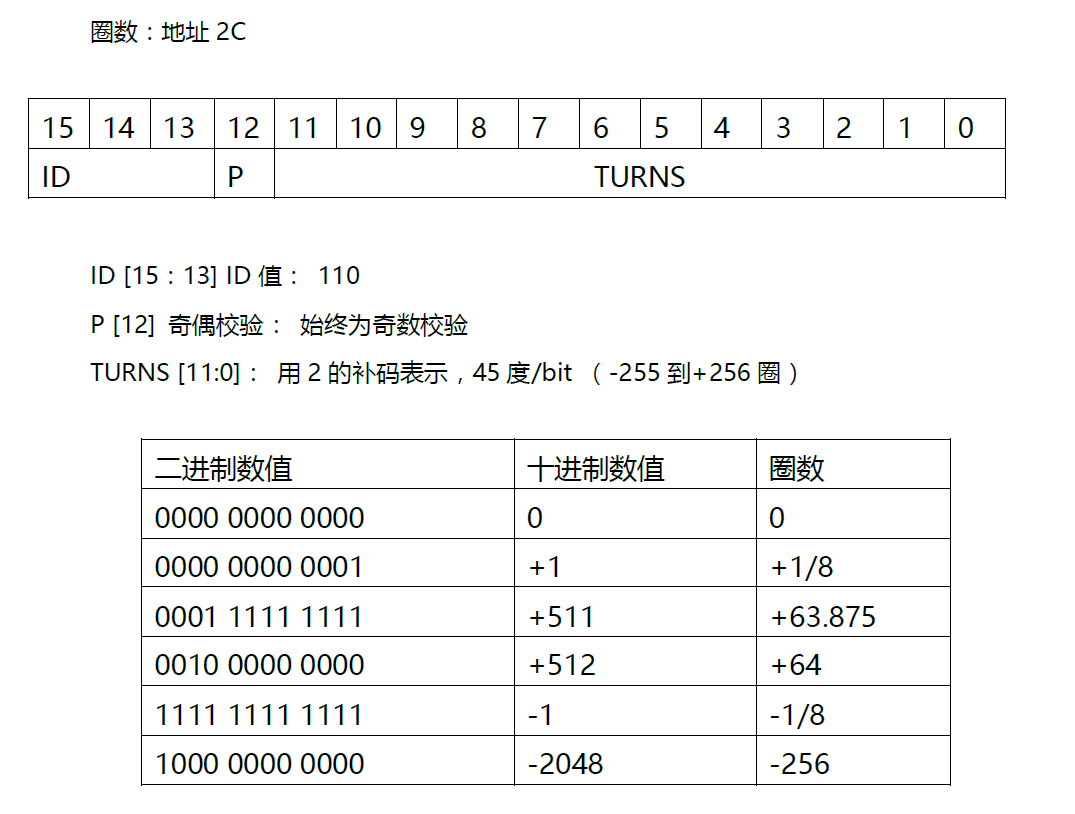 圈数：地址 2C
15 14 13 12 11 10 9 8 7 6 5 4 3 2 1 0
ID P TURNS
ID [15：13] ID 值： 110
P [12] 奇偶校验： 始终为奇数校验
TURNS [11:0]： 用 2 的补码表示，45 度/bit （-255 到+256 圈）
二进制数值 十进制数值 圈数
0000 0000 0000 0 0
0000 0000 0001 +1 +1/8
0001 1111 1111 +511 +63.875
0010 0000 0000 +512 +64
1111 1111 1111 -1 -1/8
1000 0000 0000 -2048 -256